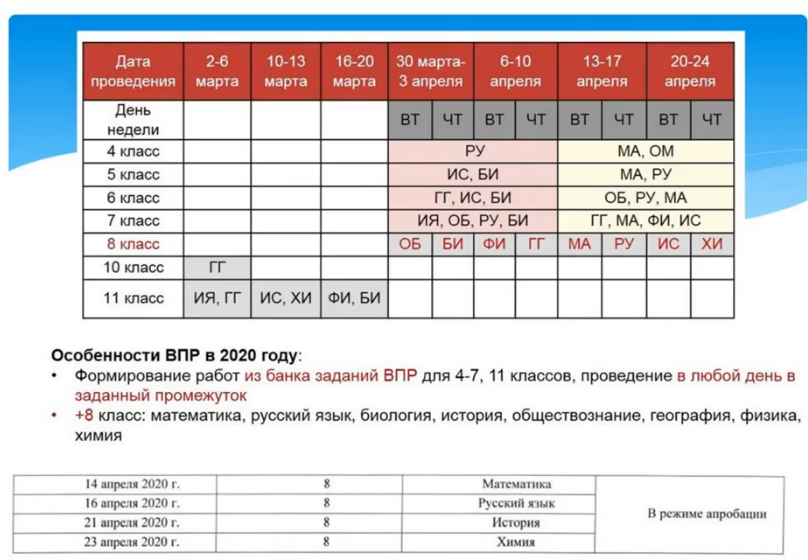 Дата проведения 2-6 марта 10-13 марта 16-20 марта 30 марта- 3 апреля 6-10 апреля 13-17 апреля 20-24 апреля
День недели ВТ ЧТ ВТ ЧТ ВТ ЧТ ВТ ЧТ
4 класс РУ МА, ОМ
5 класс ИС, БИ МА, РУ
6 класс ГГ, ИС, БИ ОБ, РУ, МА
7 класс ИЯ, ОБ, РУ, БИ ГГ, МА, ФИ, ИС
8 класс ОБ БИ ФИ ГГ МА РУ ИС ХИ
10 класс ГГ
11 класс ИЯ, ГГ ИС, ХИ ФИ, БИ
Особенности ВПР в 2020 году:
• Формирование работ из банка заданий ВПР для 4-7, 11 классов, проведение в любой день в
заданный промежуток
• +8 класс: математика, русский язык, биология, история, обществознание, география, физика,
химия
14 апреля 2020 г. 8 Математика
16 апреля 2020 г. 8 Русский язык
В режиме апробации
21 апреля 2020 г. 8 История
23 апреля 2020 г. 8 Химия